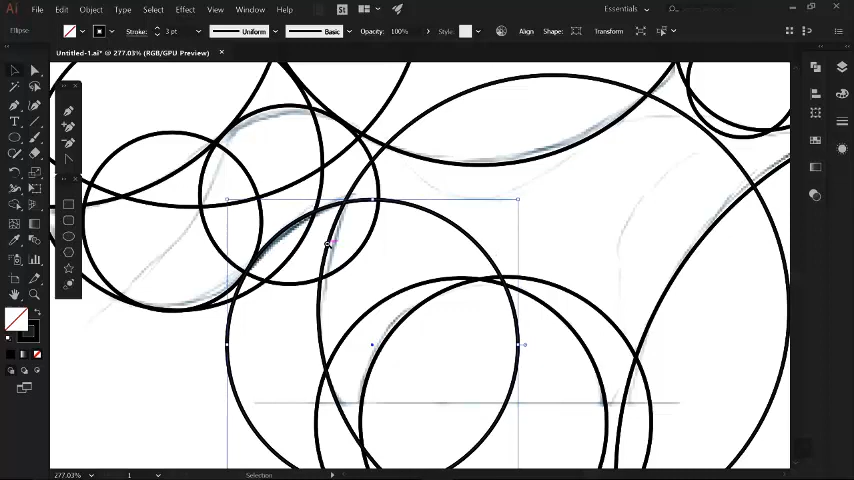 Ai File Edit Object Type Select Effect View Window Help St Essentials
Ellipse Stroke: 3 pt Uniform Basic Opacity: 100% Style: Align Shape: Transform
Untitled-1.ai* @ 277.03% (RGB/GPU Preview) ×
277.03% 1 Selection